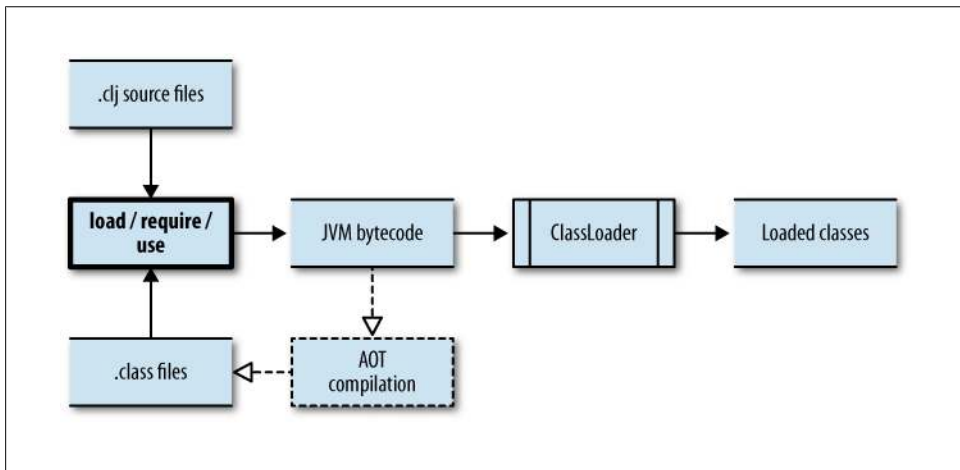 .clj source files
load / require /
use
JVM bytecode
ClassLoader
Loaded classes
.class files
AOT
compilation